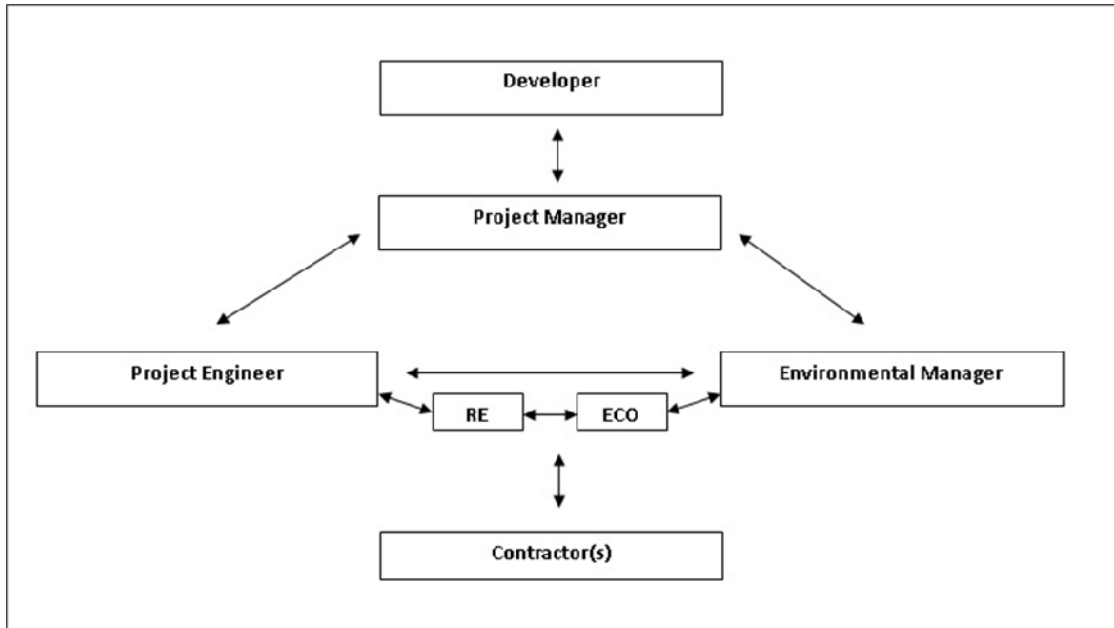 Developer
Project Manager
Project Engineer
Environmental Manager
RE
ECO
Contractor(s)